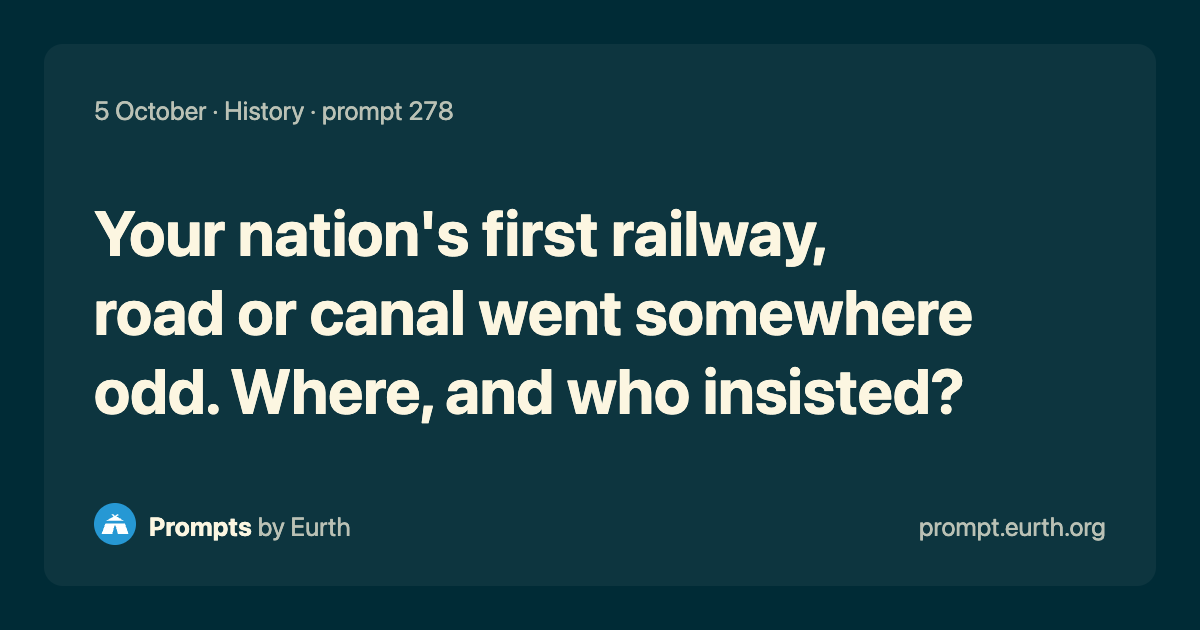 5 October · History · prompt 278
Your nation's first railway,
road or canal went somewhere
odd. Where, and who insisted?
Prompts by Eurth
prompt.eurth.org